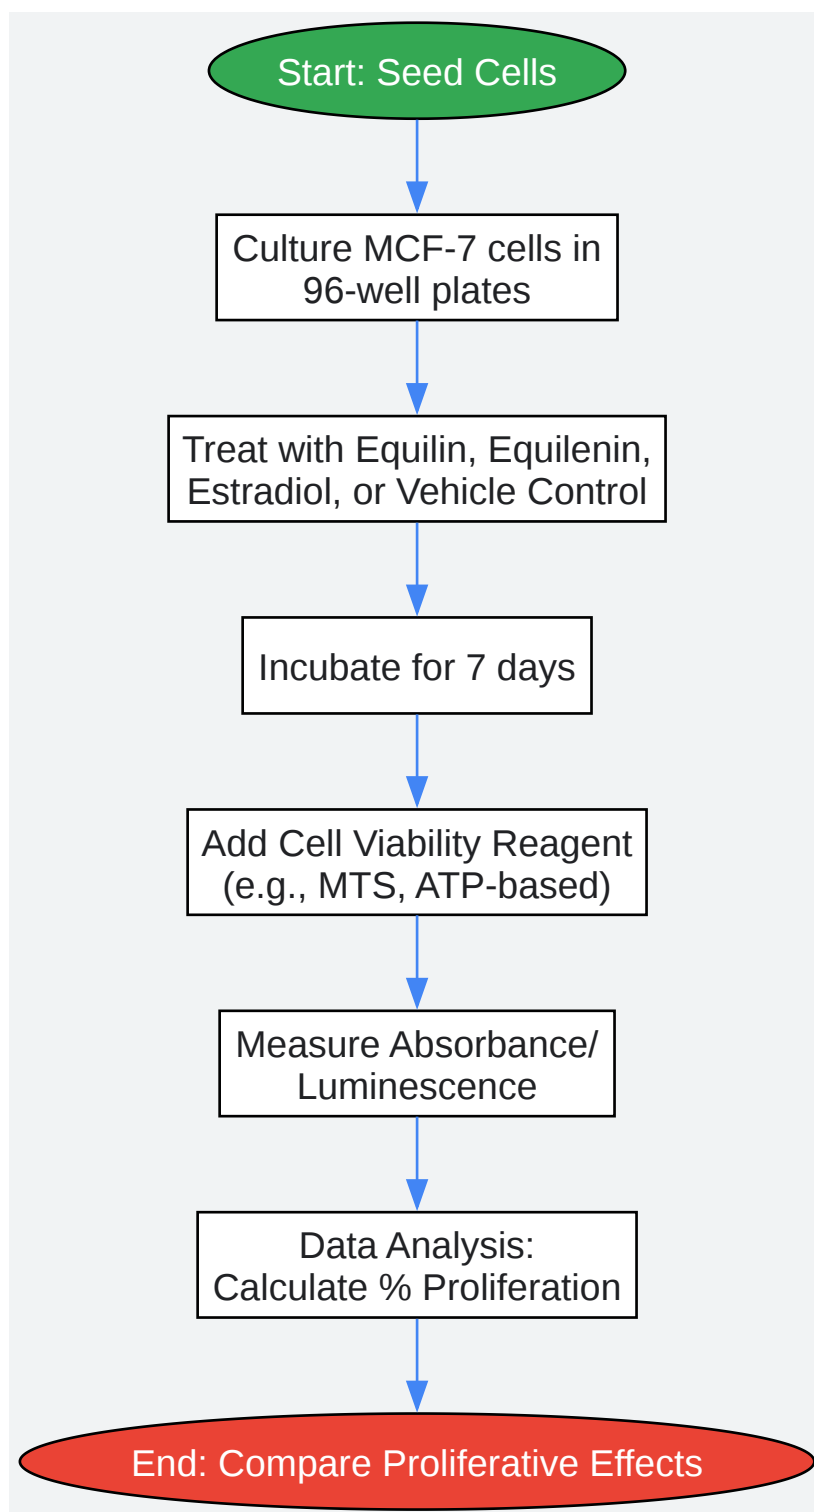 Start: Seed Cells
Culture MCF-7 cells in
96-well plates
Treat with Equilin, Equilenin,
Estradiol, or Vehicle Control
Incubate for 7 days
Add Cell Viability Reagent
(e.g., MTS, ATP-based)
Measure Absorbance/
Luminescence
Data Analysis:
Calculate % Proliferation
End: Compare Proliferative Effects